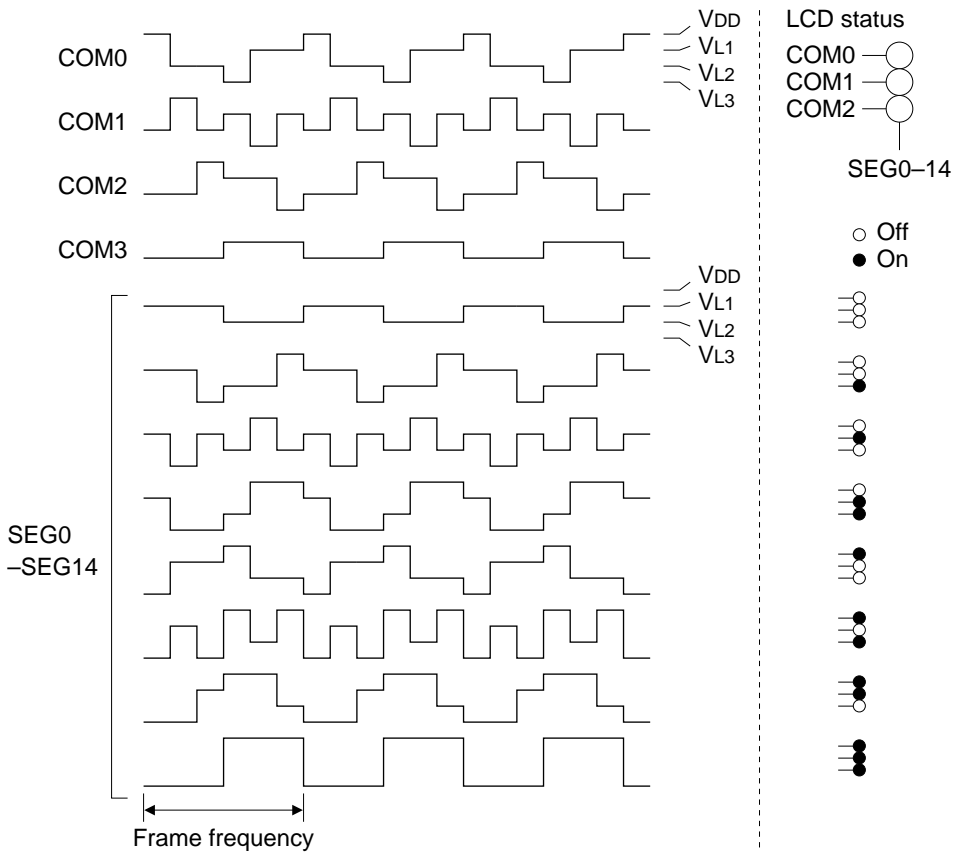 COM0
COM1
COM2
COM3
VDD
VL1
VL2
VL3
VDD
VL1
VL2
VL3
SEG0
–SEG14
Frame frequency
LCD status
COM0
COM1
COM2
SEG0–14
Off
On